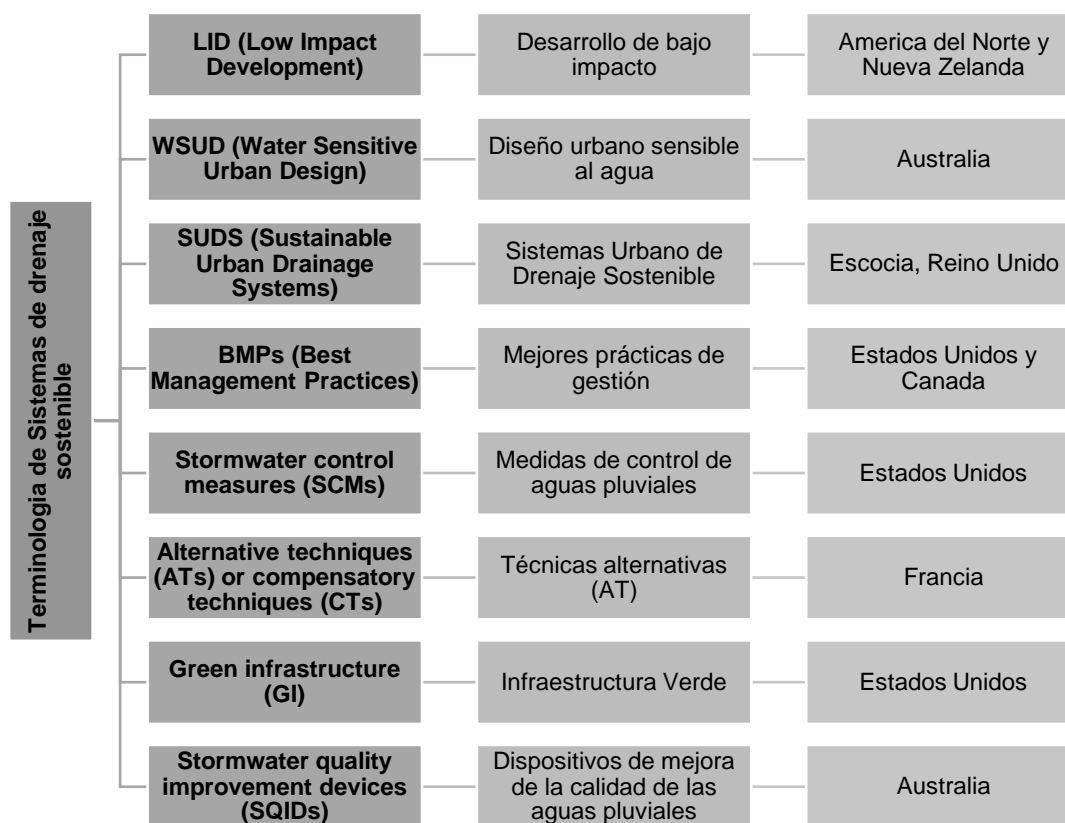 Terminologia de Sistemas de drenaje
sostenible
LID (Low Impact
Development)
Desarrollo de bajo
impacto
America del Norte y
Nueva Zelanda
WSUD (Water Sensitive
Urban Design)
Diseño urbano sensible
al agua
Australia
SUDS (Sustainable
Urban Drainage
Systems)
Sistemas Urbano de
Drenaje Sostenible
Escocia, Reino Unido
BMPs (Best
Management Practices)
Mejores prácticas de
gestión
Estados Unidos y
Canada
Stormwater control
measures (SCMs)
Medidas de control de
aguas pluviales
Estados Unidos
Alternative techniques
(ATs) or compensatory
techniques (CTs)
Técnicas alternativas
(AT)
Francia
Green infrastructure
(GI)
Infraestructura Verde
Estados Unidos
Stormwater quality
improvement devices
(SQIDs)
Dispositivos de mejora
de la calidad de las
aguas pluviales
Australia